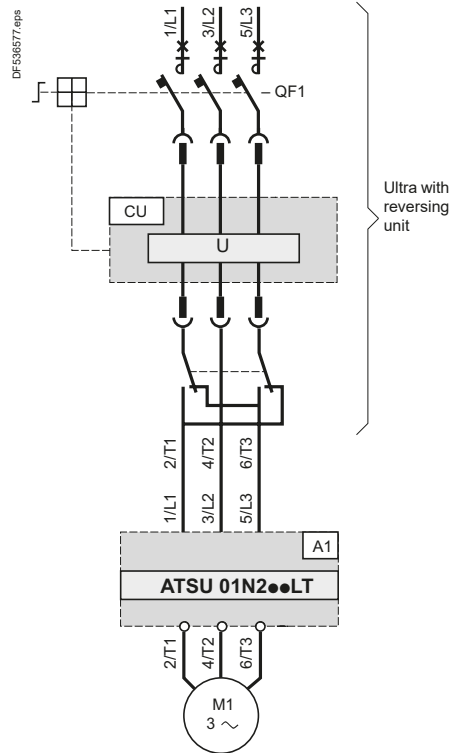 DF536577.eps
1/L1
3/L2
5/L3
QF1
Ultra with
reversing
unit
CU
U
2/T1
4/T2
6/T3
1/L1
3/L2
5/L3
A1
ATSU 01N2●●LT
2/T1
4/T2
6/T3
M1
3 ~